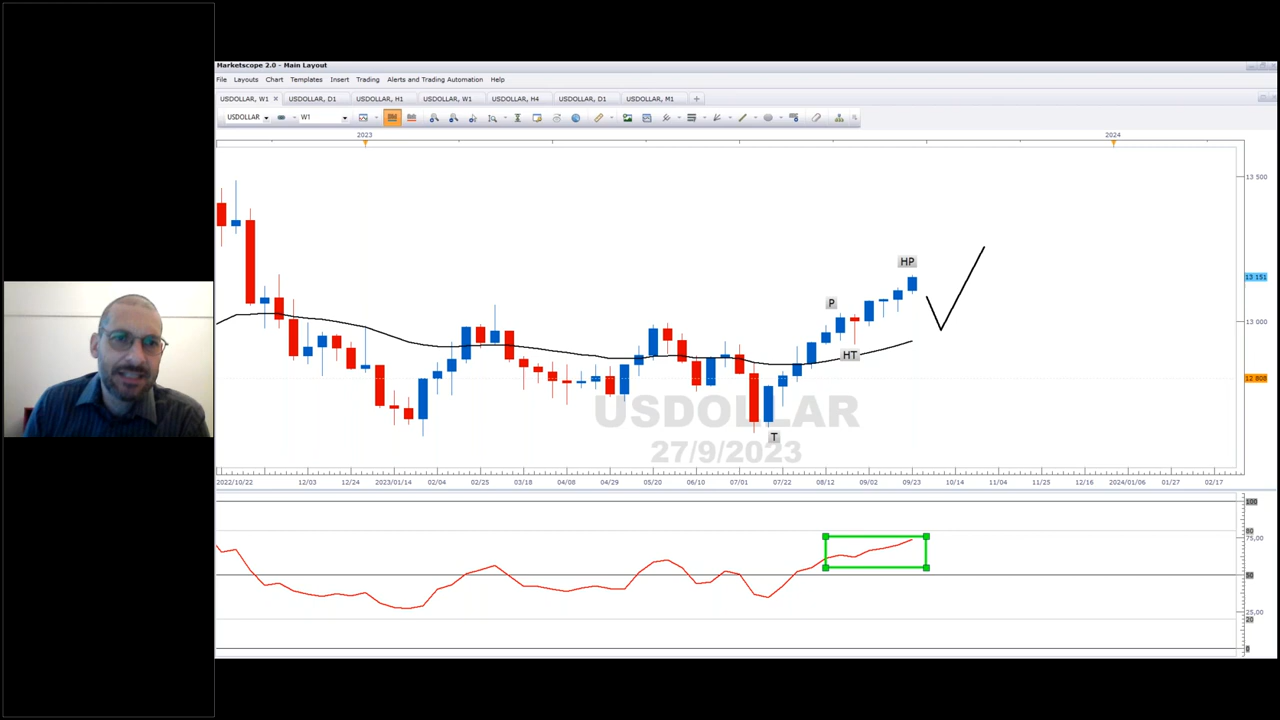 Marketscope 2.0 - Main Layout
File Layouts Chart Templates Insert Trading Alerts and Trading Automation Help
USDOLLAR, W1 USDOLLAR, D1 USDOLLAR, H1 USDOLLAR, W1 USDOLLAR, H4 USDOLLAR, D1 USDOLLAR, M1
USDOLLAR W1
2023 2024
13 500
HP
13 151
P
13 000
HT
12 808
USDOLLAR
T
27/9/2023
2022/10/22 12/03 12/24 2023/01/14 02/04 02/25 03/18 04/08 04/29 05/20 06/10 07/01 07/22 08/12 09/02 09/23 10/14 11/04 11/25 12/16 2024/01/06 01/27 02/17
100
80
75,00
50
25,00
20
0